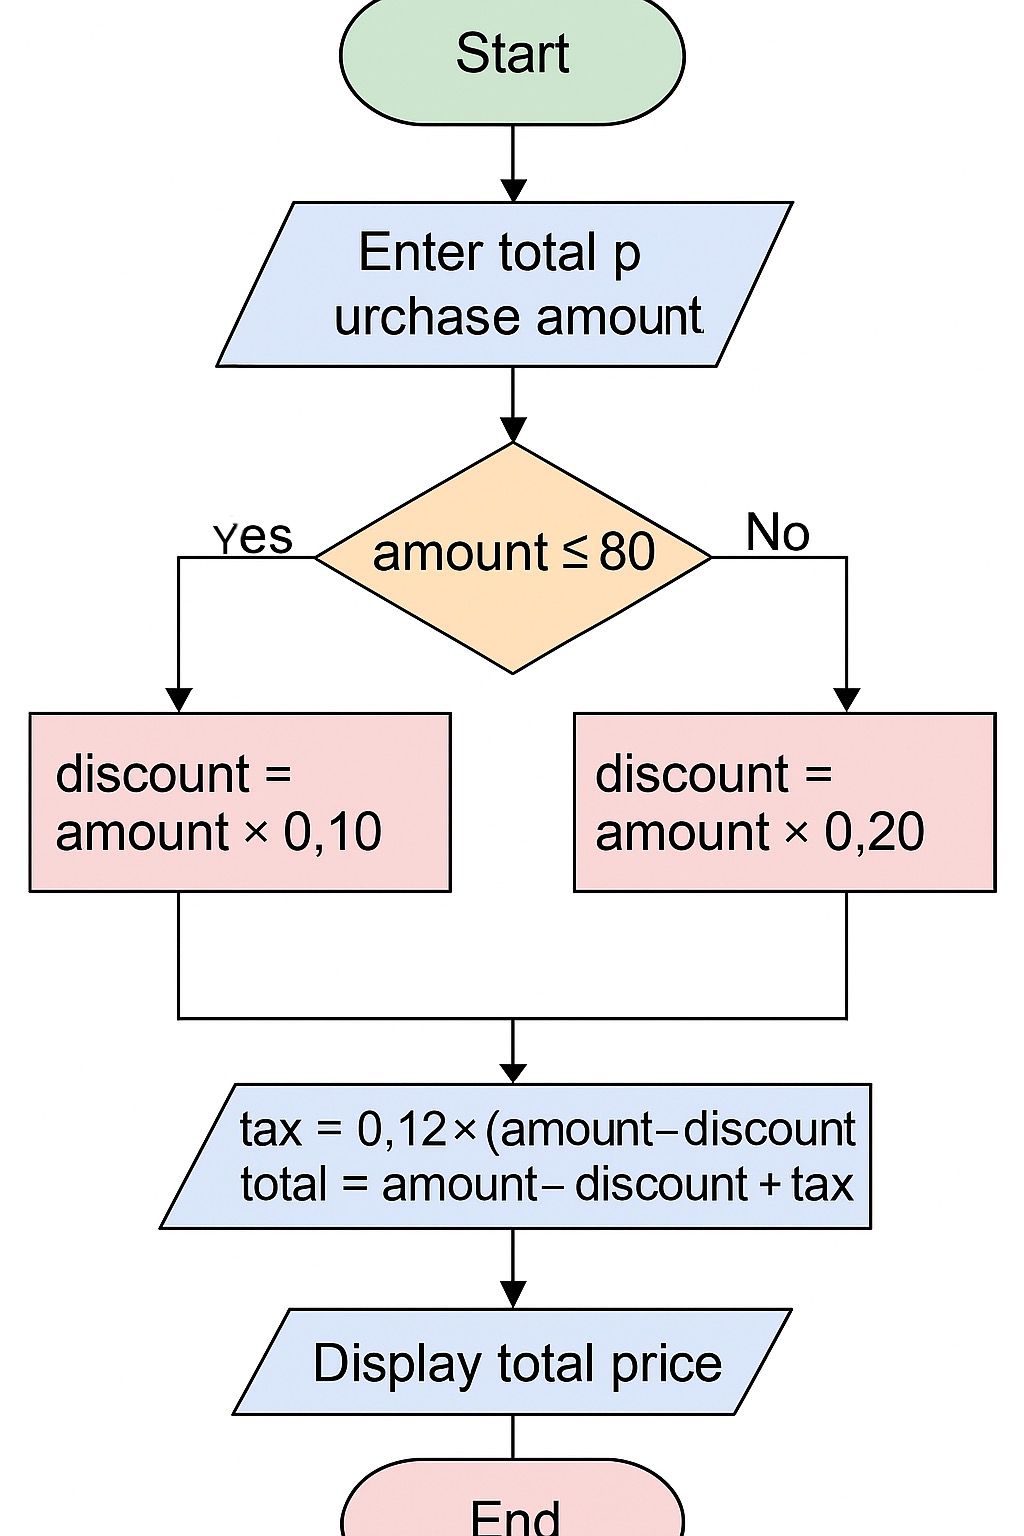 Start
Enter total p
urchase amount
amount ≤ 80
Yes
No
discount =
amount × 0,10
discount =
amount × 0,20
tax = 0,12×(amount–discount
total = amount– discount + tax
Display total price
End